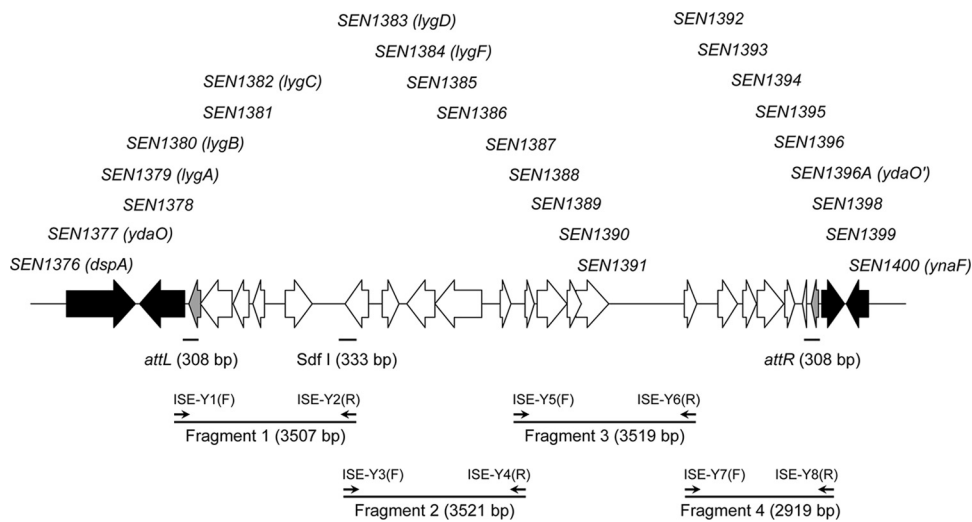 SEN1383 (lygD)
SEN1392
SEN1384 (lygF)
SEN1393
SEN1382 (lygC)
SEN1385
SEN1394
SEN1381
SEN1386
SEN1395
SEN1380 (lygB)
SEN1387
SEN1396
SEN1379 (lygA)
SEN1388
SEN1396A (ydaO')
SEN1378
SEN1389
SEN1398
SEN1377 (ydaO)
SEN1390
SEN1399
SEN1376 (dspA)
SEN1391
SEN1400 (ynaF)
attL (308 bp)
Sdf I (333 bp)
attR (308 bp)
ISE-Y1(F)
ISE-Y2(R)
ISE-Y5(F)
ISE-Y6(R)
Fragment 1 (3507 bp)
Fragment 3 (3519 bp)
ISE-Y3(F)
ISE-Y4(R)
ISE-Y7(F)
ISE-Y8(R)
Fragment 2 (3521 bp)
Fragment 4 (2919 bp)